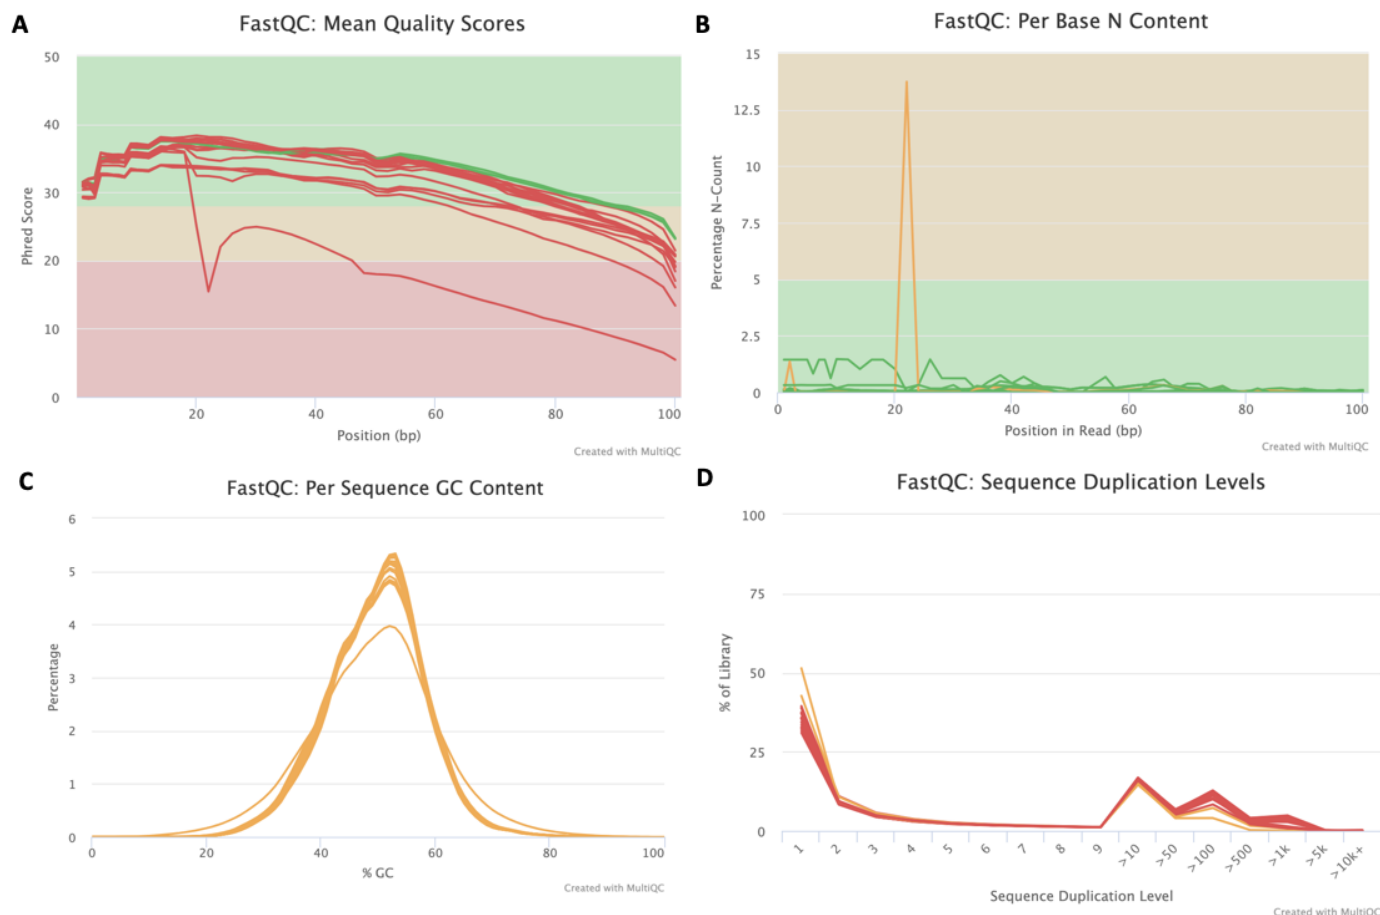 A
FastQC: Mean Quality Scores
50
40
30
20
10
0
Phred Score
20
40
60
80
100
Position (bp)
Created with MultiQC
B
FastQC: Per Base N Content
15
12.5
10
7.5
5
2.5
0
Percentage N-Count
0
20
40
60
80
100
Position in Read (bp)
Created with MultiQC
C
FastQC: Per Sequence GC Content
6
5
4
3
2
1
0
Percentage
0
20
40
60
80
100
% GC
Created with MultiQC
D
FastQC: Sequence Duplication Levels
100
75
50
25
0
% of Library
1
2
3
4
5
6
7
8
9
>10
>50
>100
>500
>1k
>5k
>10k+
Sequence Duplication Level
Created with MultiQC